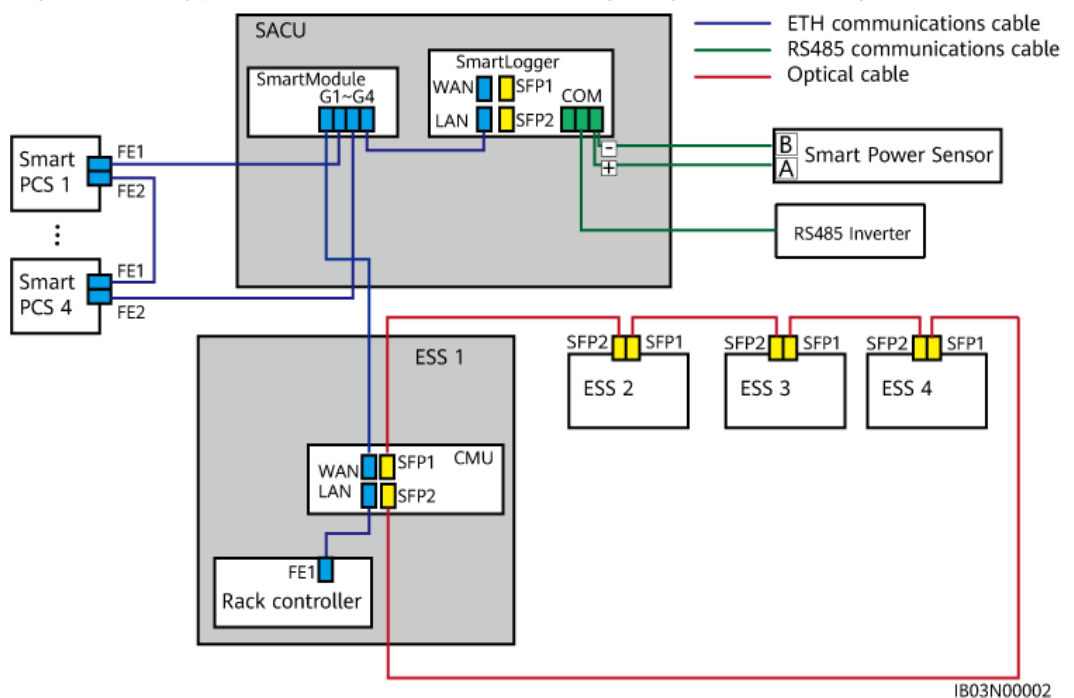 SACU
ETH communications cable
RS485 communications cable
Optical cable
SmartModule
G1~G4
SmartLogger
WAN
SFP1
COM
LAN
SFP2
Smart
PCS 1
FE1
FE2
-
+
B
A
Smart Power Sensor
RS485 Inverter
⋮
Smart
PCS 4
FE1
FE2
ESS 1
SFP2
SFP1
ESS 2
SFP2
SFP1
ESS 3
SFP2
SFP1
ESS 4
WAN
SFP1
CMU
LAN
SFP2
FE1
Rack controller
IB03N00002